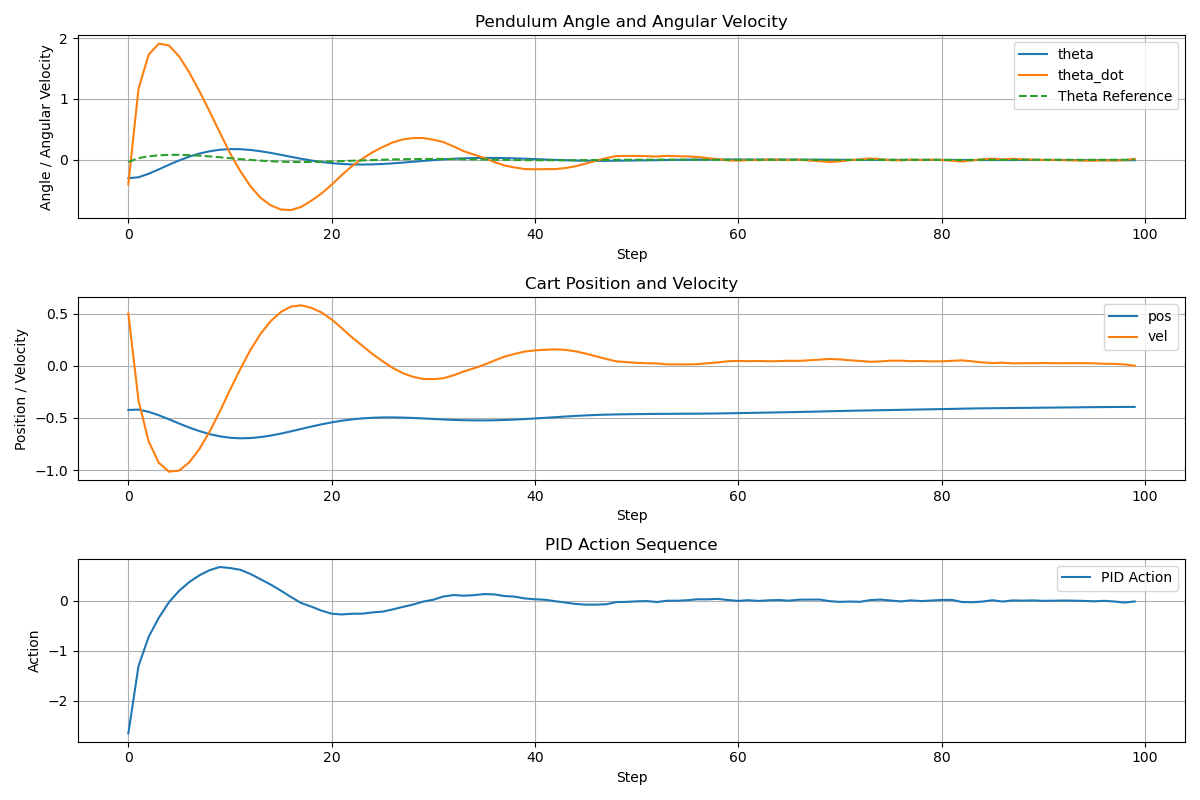 Pendulum Angle and Angular Velocity
Angle / Angular Velocity
2
1
0
theta
theta_dot
Theta Reference
0 20 40 60 80 100
Step
Cart Position and Velocity
Position / Velocity
0.5
0.0
−0.5
−1.0
pos
vel
0 20 40 60 80 100
Step
PID Action Sequence
Action
0
−1
−2
PID Action
0 20 40 60 80 100
Step